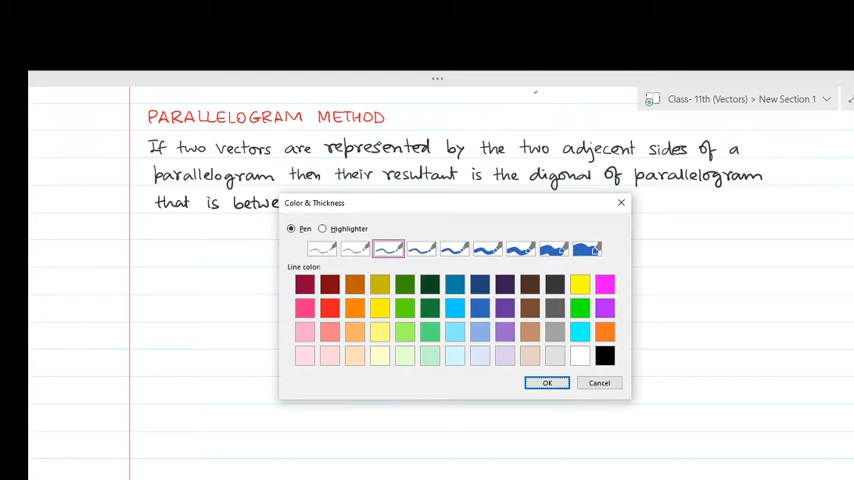 Class- 11th (Vectors) > New Section 1
PARALLELOGRAM METHOD
If two vectors are represented by the two adjecent sides of a
parallelogram then their resultant is the digonal of parallelogram
that is betwe
Color & Thickness
Pen Highlighter
Line color:
OK Cancel